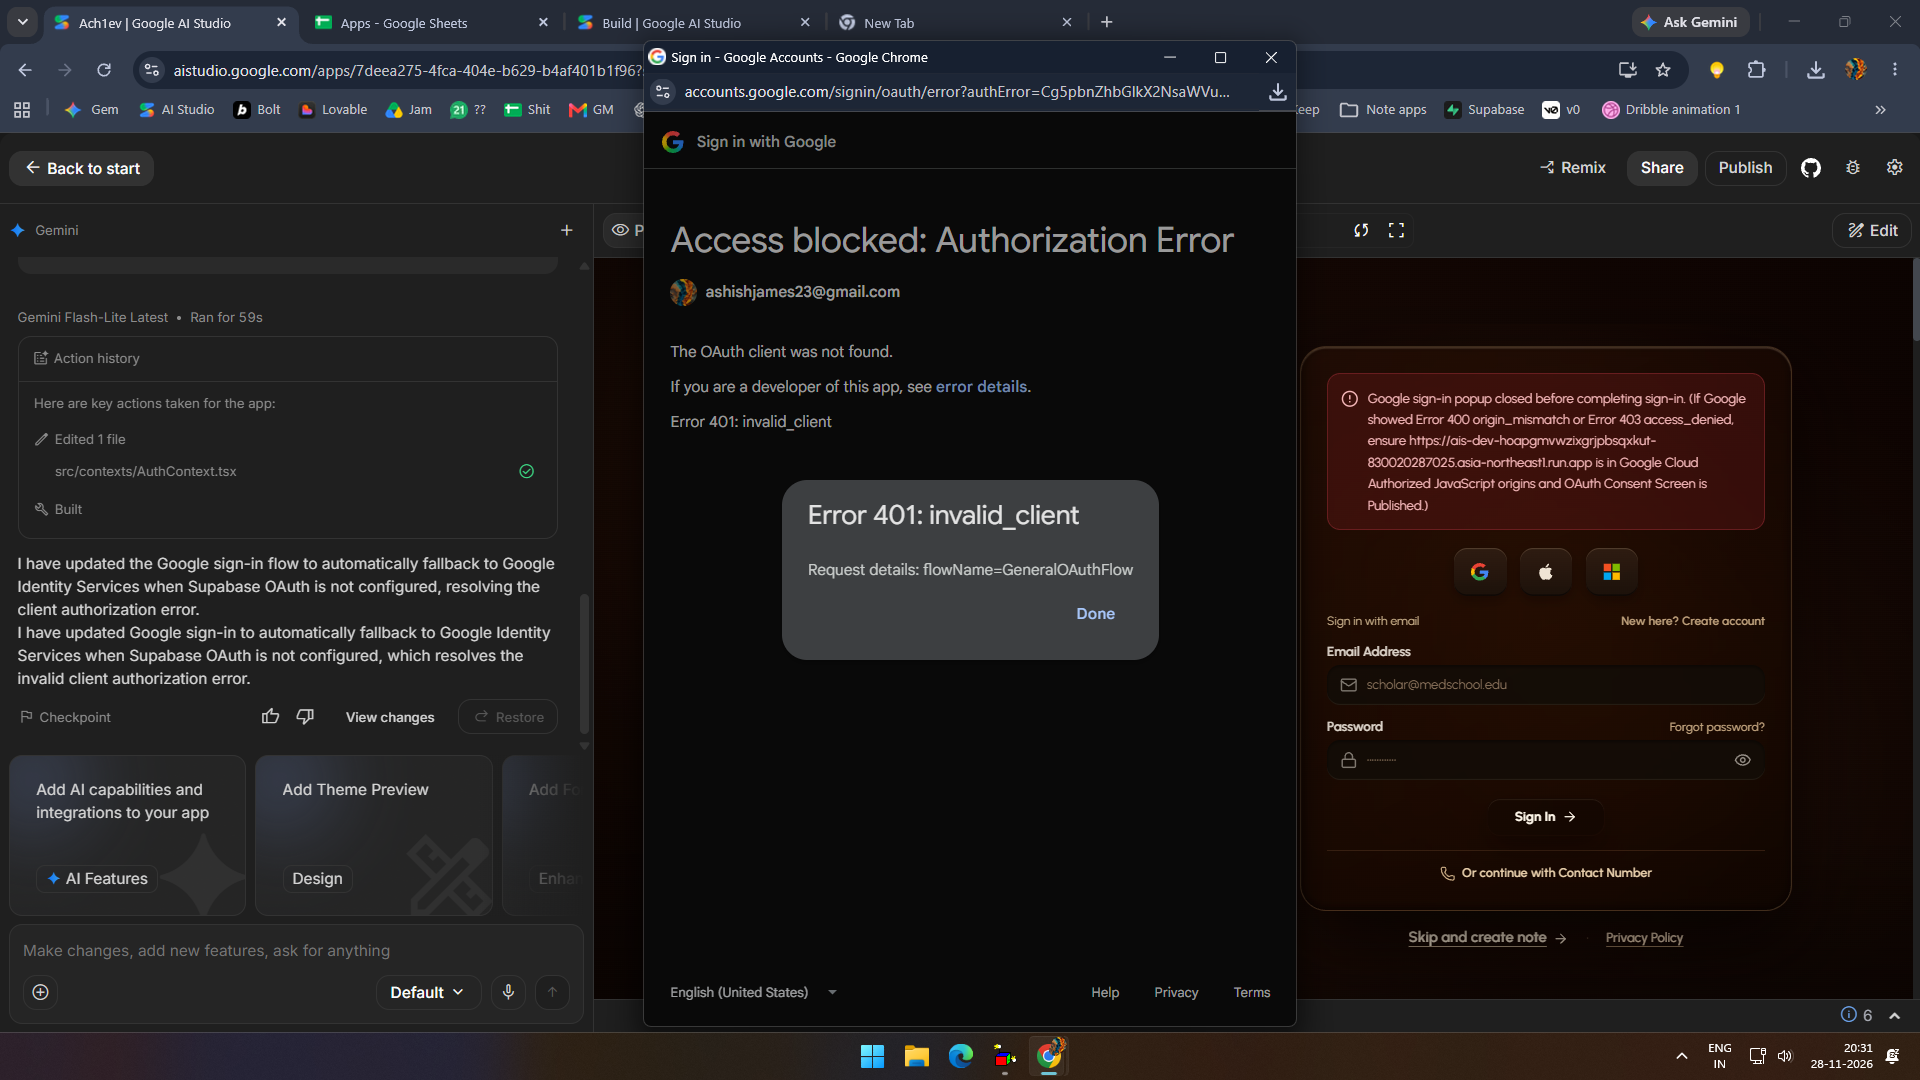 Ach1ev | Google AI Studio
Apps - Google Sheets
Build | Google AI Studio
New Tab
Ask Gemini
aistudio.google.com/apps/7deea275-4fca-404e-b629-b4af401b1f96?
Gem
AI Studio
Bolt
Lovable
Jam
21 ??
Shit
GM
eep
Note apps
Supabase
v0
Dribble animation 1
Sign in - Google Accounts - Google Chrome
accounts.google.com/signin/oauth/error?authError=Cg5pbnZhbGlkX2NsaWVu...
Back to start
Remix
Share
Publish
Gemini
P
Edit
Gemini Flash-Lite Latest • Ran for 59s
Action history
Here are key actions taken for the app:
Edited 1 file
src/contexts/AuthContext.tsx
Built
I have updated the Google sign-in flow to automatically fallback to Google
Identity Services when Supabase OAuth is not configured, resolving the
client authorization error.
I have updated Google sign-in to automatically fallback to Google Identity
Services when Supabase OAuth is not configured, which resolves the
invalid client authorization error.
Checkpoint
View changes
Restore
Add AI capabilities and
integrations to your app
AI Features
Add Theme Preview
Design
Add Fo
Enhan
Make changes, add new features, ask for anything
Default
Sign in with Google
Access blocked: Authorization Error
ashishjames23@gmail.com
The OAuth client was not found.
If you are a developer of this app, see error details.
Error 401: invalid_client
Error 401: invalid_client
Request details: flowName=GeneralOAuthFlow
Done
English (United States)
Help
Privacy
Terms
Google sign-in popup closed before completing sign-in. (If Google
showed Error 400 origin_mismatch or Error 403 access_denied,
ensure https://ais-dev-hoapgmvwzixgrjpbsqxkut-
830020287025.asia-northeast1.run.app is in Google Cloud
Authorized JavaScript origins and OAuth Consent Screen is
Published.)
Sign in with email
New here? Create account
Email Address
scholar@medschool.edu
Password
Forgot password?
Sign In
Or continue with Contact Number
Skip and create note
Privacy Policy
6
ENG
IN
20:31
28-11-2026